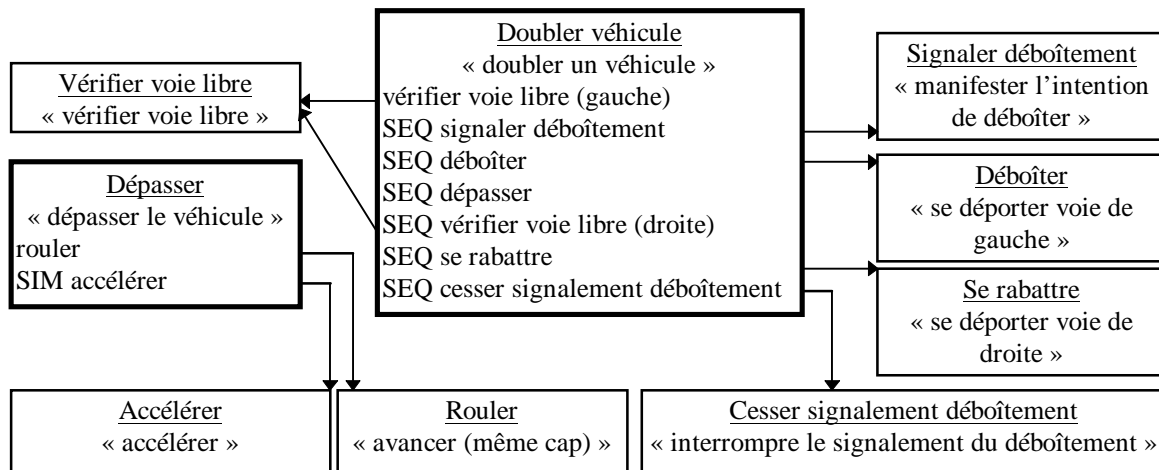 Doubler véhicule
« doubler un véhicule »
vérifier voie libre (gauche)
SEQ signaler déboîtement
SEQ déboîter
SEQ dépasser
SEQ vérifier voie libre (droite)
SEQ se rabattre
SEQ cesser signalement déboîtement
Vérifier voie libre
« vérifier voie libre »
Dépasser
« dépasser le véhicule »
rouler
SIM accélérer
Signaler déboîtement
« manifester l’intention
de déboîter »
Déboîter
« se déporter voie de
gauche »
Se rabattre
« se déporter voie de
droite »
Accélérer
« accélérer »
Rouler
« avancer (même cap) »
Cesser signalement déboîtement
« interrompre le signalement du déboîtement »